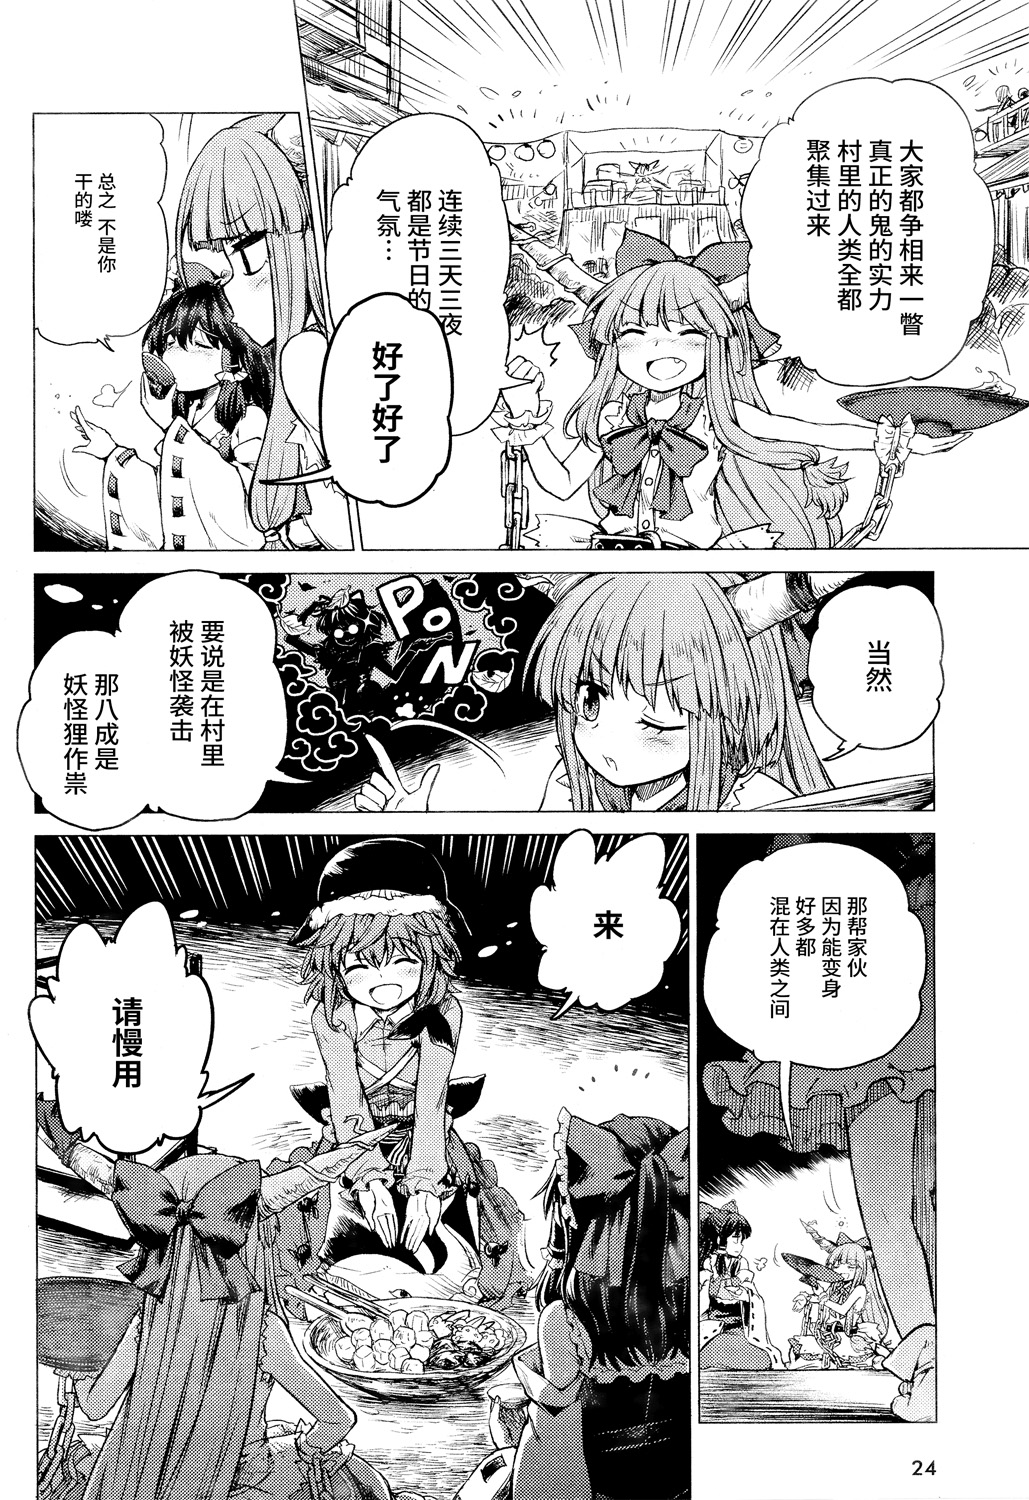 大家都争相来一瞥
真正的鬼的实力
村里的人类全都
聚集过来
连续三天三夜
都是节日的
气氛…
好了好了
总之 不是你
干的喽
当然
PON
要说是在村里
被妖怪袭击
那八成是
妖怪狸作祟
那帮家伙
因为能变身
好多都
混在人类之间
来
请慢用
24